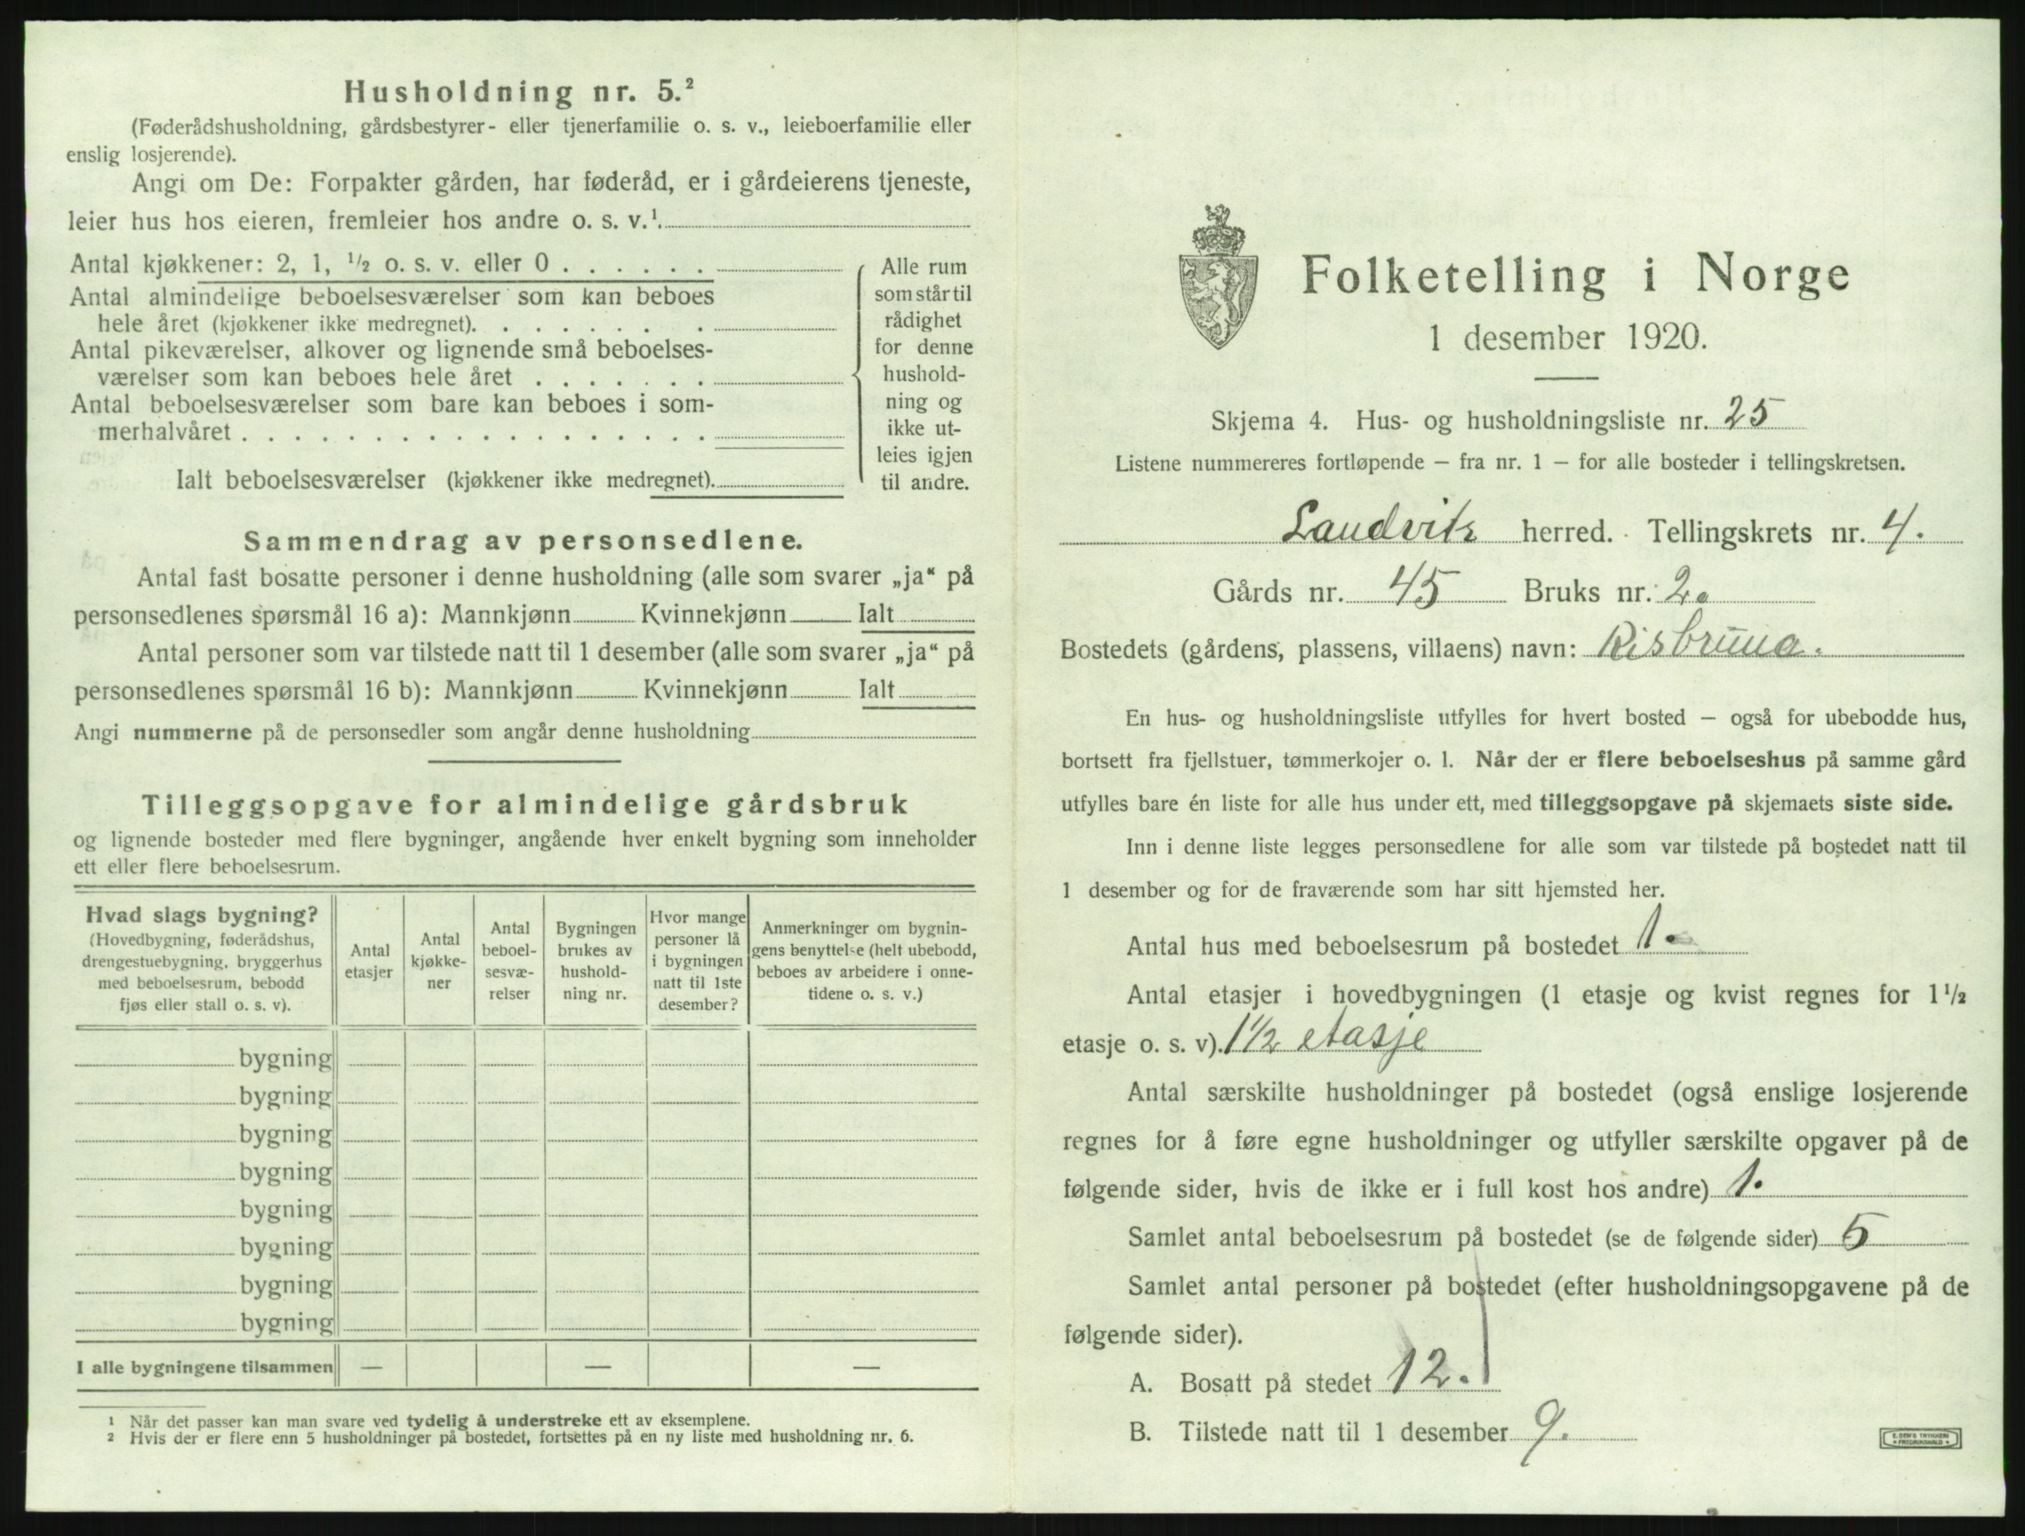 Husholdning nr. 5.²
(Føderådshusholdning, gårdsbestyrer- eller tjenerfamilie o. s. v., leieboerfamilie eller
enslig losjerende).
Angi om De: Forpakter gården, har føderåd, er i gårdeierens tjeneste,
leier hus hos eieren, fremleier hos andre o. s. v.¹
Antal kjøkkener: 2, 1, ½ o. s. v. eller 0 . . . . . .
Antal almindelige beboelsesværelser som kan beboes
hele året (kjøkkener ikke medregnet). . . . . . . .
Antal pikeværelser, alkover og lignende små beboelses-
værelser som kan beboes hele året . . . . . . .
Antal beboelsesværelser som bare kan beboes i som-
merhalvåret . . . . . . . . . . . . . . . . . .
Ialt beboelsesværelser (kjøkkener ikke medregnet).
Alle rum
som står til
rådighet
for denne
hushold-
ning og
ikke ut-
leies igjen
til andre.
Sammendrag av personsedlene.
Antal fast bosatte personer i denne husholdning (alle som svarer „ja“ på
personsedlenes spørsmål 16 a): Mannkjønn Kvinnekjønn Ialt
Antal personer som var tilstede natt til 1 desember (alle som svarer „ja“ på
personsedlenes spørsmål 16 b): Mannkjønn Kvinnekjønn Ialt
Angi nummerne på de personsedler som angår denne husholdning
Tilleggsopgave for almindelige gårdsbruk
og lignende bosteder med flere bygninger, angående hver enkelt bygning som inneholder
ett eller flere beboelsesrum.
Hvad slags bygning?
(Hovedbygning, føderådshus,
drengestuebygning, bryggerhus
med beboelsesrum, bebodd
fjøs eller stall o. s. v).
Antal
etasjer
Antal
kjøkke-
ner
Antal
beboel-
sesvæ-
relser
Bygningen
brukes av
hushold-
ning nr.
Hvor mange
personer lå
i bygningen
natt til 1ste
desember?
Anmerkninger om bygnin-
gens benyttelse (helt ubebodd,
beboes av arbeidere i onne-
tidene o. s. v.)
bygning
bygning
bygning
bygning
bygning
bygning
bygning
bygning
I alle bygningene tilsammen — — —
1 Når det passer kan man svare ved tydelig å understreke ett av eksemplene.
2 Hvis der er flere enn 5 husholdninger på bostedet, fortsettes på en ny liste med husholdning nr. 6.
Folketelling i Norge
1 desember 1920.
Skjema 4. Hus- og husholdningsliste nr. 25
Listene nummereres fortløpende – fra nr. 1 – for alle bosteder i tellingskretsen.
Landvik herred. Tellingskrets nr. 4.
Gårds nr. 45 Bruks nr. 2.
Bostedets (gårdens, plassens, villaens) navn: Risbruna.
En hus- og husholdningsliste utfylles for hvert bosted – også for ubebodde hus,
bortsett fra fjellstuer, tømmerkojer o. l. Når der er flere beboelseshus på samme gård
utfylles bare én liste for alle hus under ett, med tilleggsopgave på skjemaets siste side.
Inn i denne liste legges personsedlene for alle som var tilstede på bostedet natt til
1 desember og for de fraværende som har sitt hjemsted her.
Antal hus med beboelsesrum på bostedet 1.
Antal etasjer i hovedbygningen (1 etasje og kvist regnes for 1½
etasje o. s. v). 1½ etasje
Antal særskilte husholdninger på bostedet (også enslige losjerende
regnes for å føre egne husholdninger og utfyller særskilte opgaver på de
følgende sider, hvis de ikke er i full kost hos andre) 1.
Samlet antal beboelsesrum på bostedet (se de følgende sider) 5
Samlet antal personer på bostedet (efter husholdningsopgavene på de
følgende sider).
A. Bosatt på stedet 12.
B. Tilstede natt til 1 desember 9.